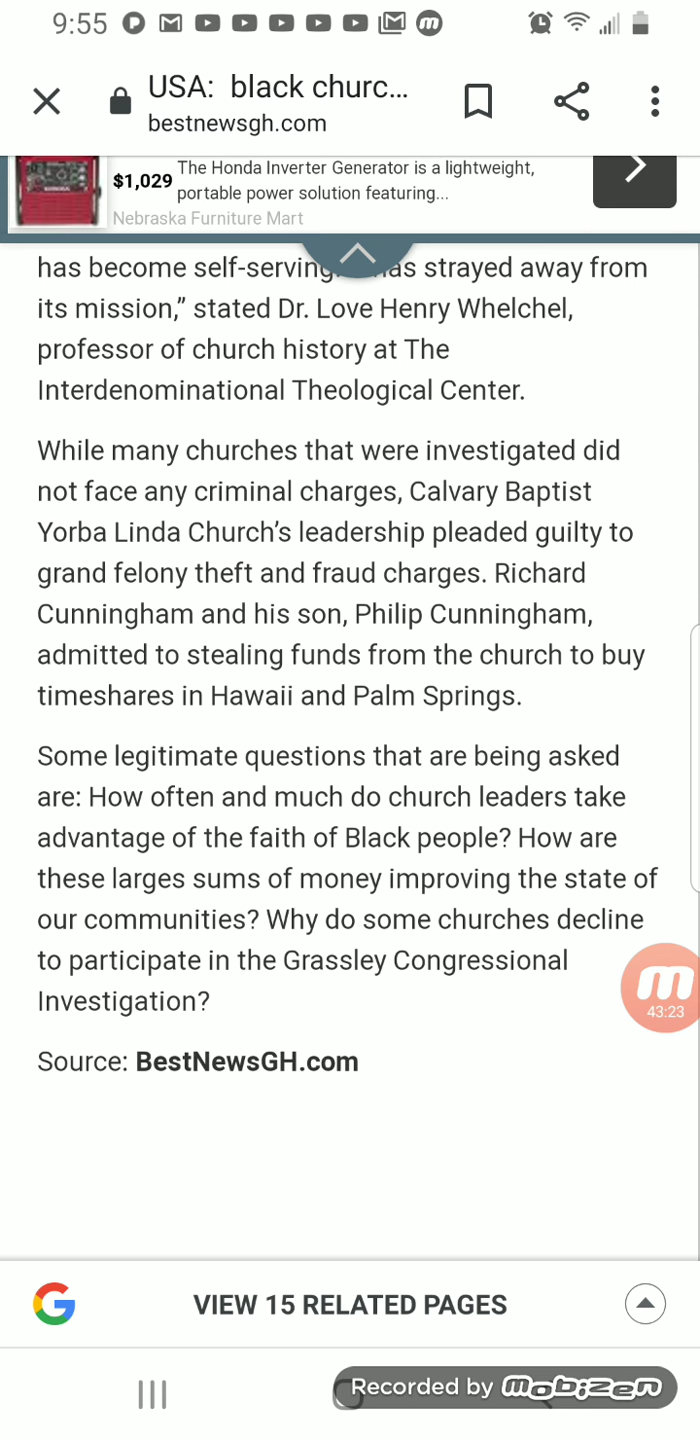 9:55
USA: black churc...
bestnewsgh.com
The Honda Inverter Generator is a lightweight,
$1,029
portable power solution featuring...
Nebraska Furniture Mart
has become self-serving. as strayed away from
its mission,” stated Dr. Love Henry Whelchel,
professor of church history at The
Interdenominational Theological Center.
While many churches that were investigated did
not face any criminal charges, Calvary Baptist
Yorba Linda Church’s leadership pleaded guilty to
grand felony theft and fraud charges. Richard
Cunningham and his son, Philip Cunningham,
admitted to stealing funds from the church to buy
timeshares in Hawaii and Palm Springs.
Some legitimate questions that are being asked
are: How often and much do church leaders take
advantage of the faith of Black people? How are
these larges sums of money improving the state of
our communities? Why do some churches decline
to participate in the Grassley Congressional
Investigation?
43:23
Source: BestNewsGH.com
VIEW 15 RELATED PAGES
Recorded by mobizen